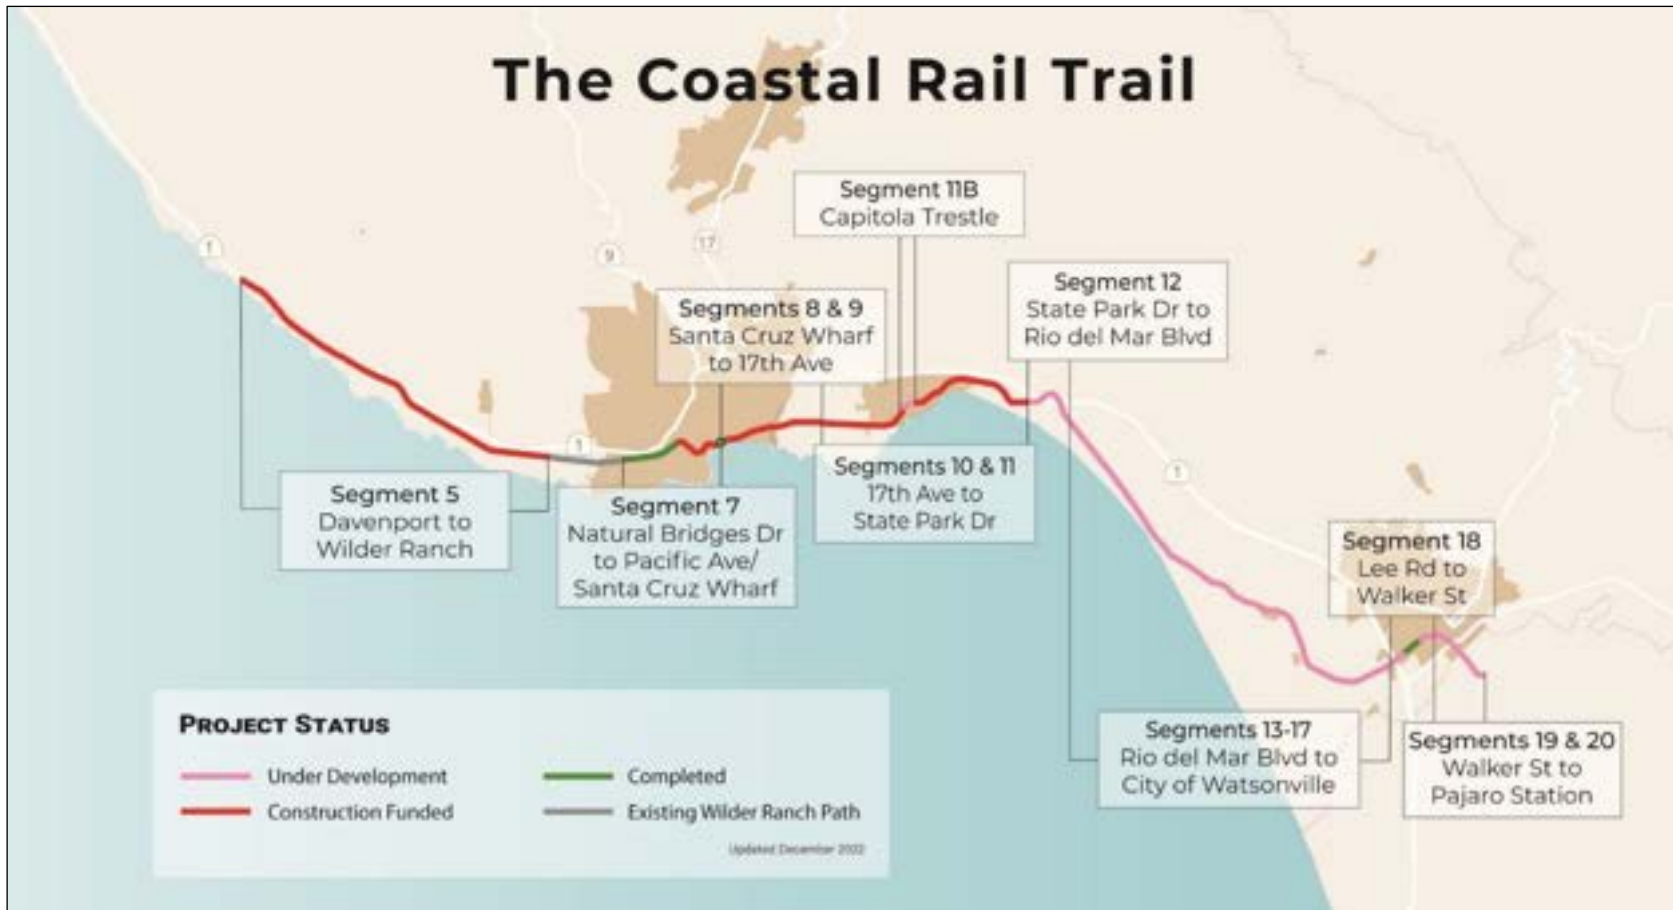 The Coastal Rail Trail
Segment 11B
Capitola Trestle
1
9
17
Segment 12
State Park Dr to
Rio del Mar Blvd
Segments 8 & 9
Santa Cruz Wharf
to 17th Ave
1
1
Segments 10 & 11
17th Ave to
State Park Dr
Segment 5
Davenport to
Wilder Ranch
Segment 7
Natural Bridges Dr
to Pacific Ave/
Santa Cruz Wharf
Segment 18
Lee Rd to
Walker St
Segments 13-17
Rio del Mar Blvd to
City of Watsonville
Segments 19 & 20
Walker St to
Pajaro Station
PROJECT STATUS
Under Development
Completed
Construction Funded
Existing Wilder Ranch Path
Updated December 2022